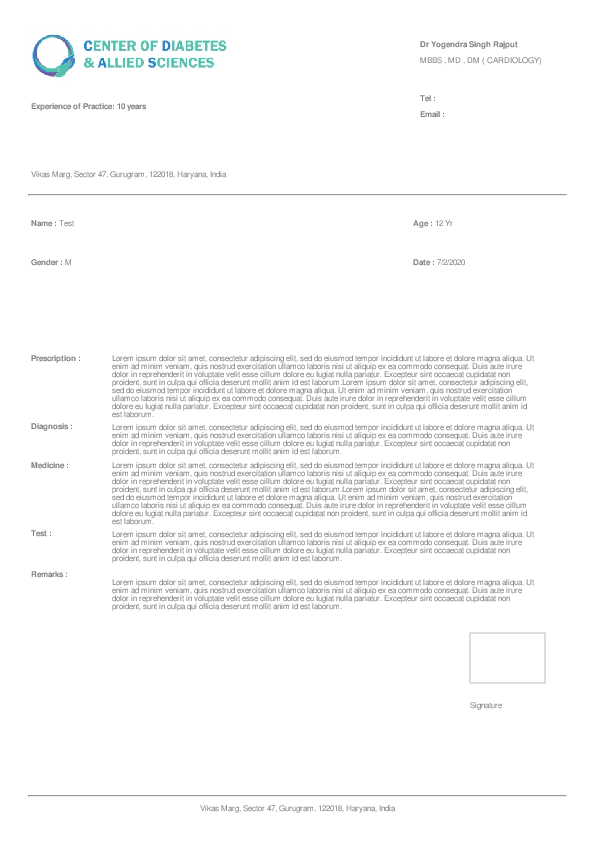 CENTER OF DIABETES
& ALLIED SCIENCES
Dr Yogendra Singh Rajput
MBBS , MD , DM ( CARDIOLOGY)
Experience of Practice: 10 years
Tel :
Email :
Vikas Marg, Sector 47, Gurugram, 122018, Haryana, India
Name : Test
Age : 12 Yr
Gender : M
Date : 7/2/2020
Prescription : Lorem ipsum dolor sit amet, consectetur adipiscing elit, sed do eiusmod tempor incididunt ut labore et dolore magna aliqua. Ut
enim ad minim veniam, quis nostrud exercitation ullamco laboris nisi ut aliquip ex ea commodo consequat. Duis aute irure
dolor in reprehenderit in voluptate velit esse cillum dolore eu fugiat nulla pariatur. Excepteur sint occaecat cupidatat non
proident, sunt in culpa qui officia deserunt mollit anim id est laborum.Lorem ipsum dolor sit amet, consectetur adipiscing elit,
sed do eiusmod tempor incididunt ut labore et dolore magna aliqua. Ut enim ad minim veniam, quis nostrud exercitation
ullamco laboris nisi ut aliquip ex ea commodo consequat. Duis aute irure dolor in reprehenderit in voluptate velit esse cillum
dolore eu fugiat nulla pariatur. Excepteur sint occaecat cupidatat non proident, sunt in culpa qui officia deserunt mollit anim id
est laborum.
Diagnosis : Lorem ipsum dolor sit amet, consectetur adipiscing elit, sed do eiusmod tempor incididunt ut labore et dolore magna aliqua. Ut
enim ad minim veniam, quis nostrud exercitation ullamco laboris nisi ut aliquip ex ea commodo consequat. Duis aute irure
dolor in reprehenderit in voluptate velit esse cillum dolore eu fugiat nulla pariatur. Excepteur sint occaecat cupidatat non
proident, sunt in culpa qui officia deserunt mollit anim id est laborum.
Medicine : Lorem ipsum dolor sit amet, consectetur adipiscing elit, sed do eiusmod tempor incididunt ut labore et dolore magna aliqua. Ut
enim ad minim veniam, quis nostrud exercitation ullamco laboris nisi ut aliquip ex ea commodo consequat. Duis aute irure
dolor in reprehenderit in voluptate velit esse cillum dolore eu fugiat nulla pariatur. Excepteur sint occaecat cupidatat non
proident, sunt in culpa qui officia deserunt mollit anim id est laborum.Lorem ipsum dolor sit amet, consectetur adipiscing elit,
sed do eiusmod tempor incididunt ut labore et dolore magna aliqua. Ut enim ad minim veniam, quis nostrud exercitation
ullamco laboris nisi ut aliquip ex ea commodo consequat. Duis aute irure dolor in reprehenderit in voluptate velit esse cillum
dolore eu fugiat nulla pariatur. Excepteur sint occaecat cupidatat non proident, sunt in culpa qui officia deserunt mollit anim id
est laborum.
Test : Lorem ipsum dolor sit amet, consectetur adipiscing elit, sed do eiusmod tempor incididunt ut labore et dolore magna aliqua. Ut
enim ad minim veniam, quis nostrud exercitation ullamco laboris nisi ut aliquip ex ea commodo consequat. Duis aute irure
dolor in reprehenderit in voluptate velit esse cillum dolore eu fugiat nulla pariatur. Excepteur sint occaecat cupidatat non
proident, sunt in culpa qui officia deserunt mollit anim id est laborum.
Remarks :
Lorem ipsum dolor sit amet, consectetur adipiscing elit, sed do eiusmod tempor incididunt ut labore et dolore magna aliqua. Ut
enim ad minim veniam, quis nostrud exercitation ullamco laboris nisi ut aliquip ex ea commodo consequat. Duis aute irure
dolor in reprehenderit in voluptate velit esse cillum dolore eu fugiat nulla pariatur. Excepteur sint occaecat cupidatat non
proident, sunt in culpa qui officia deserunt mollit anim id est laborum.
Signature
Vikas Marg, Sector 47, Gurugram, 122018, Haryana, India